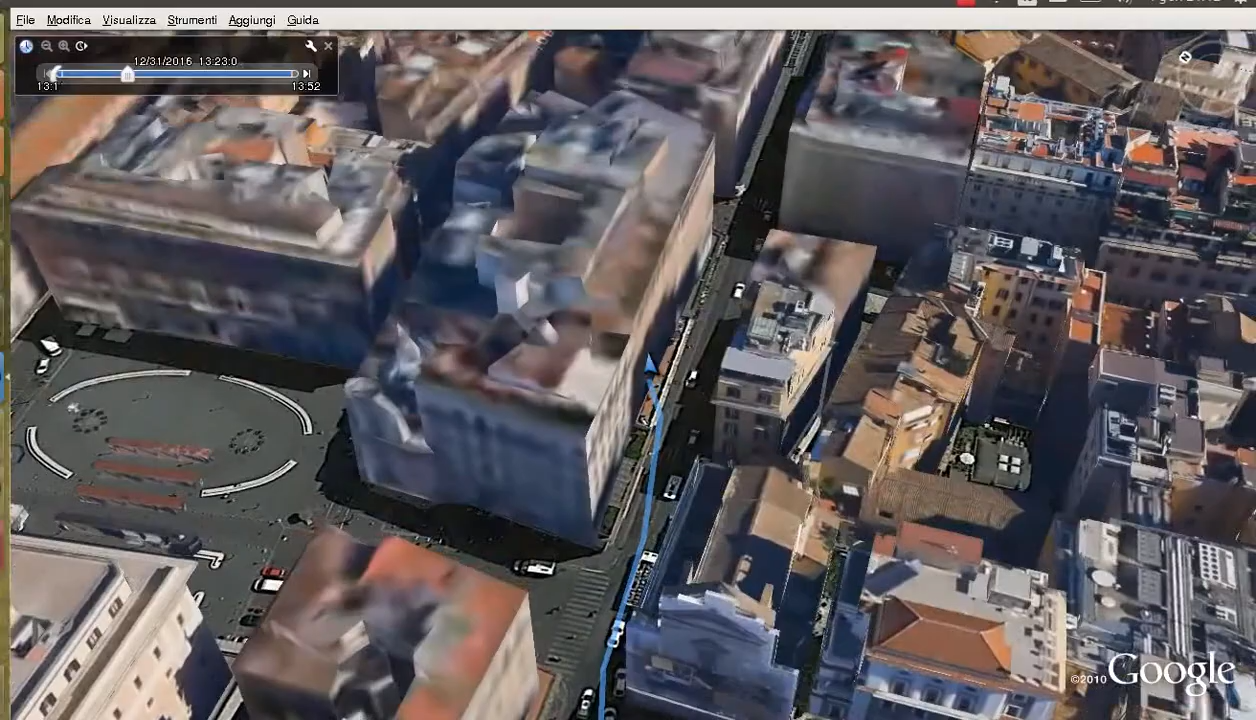 File Modifica Visualizza Strumenti Aggiungi Guida
12/31/2016 13:23:0
13:1
13:52
©2010 Google